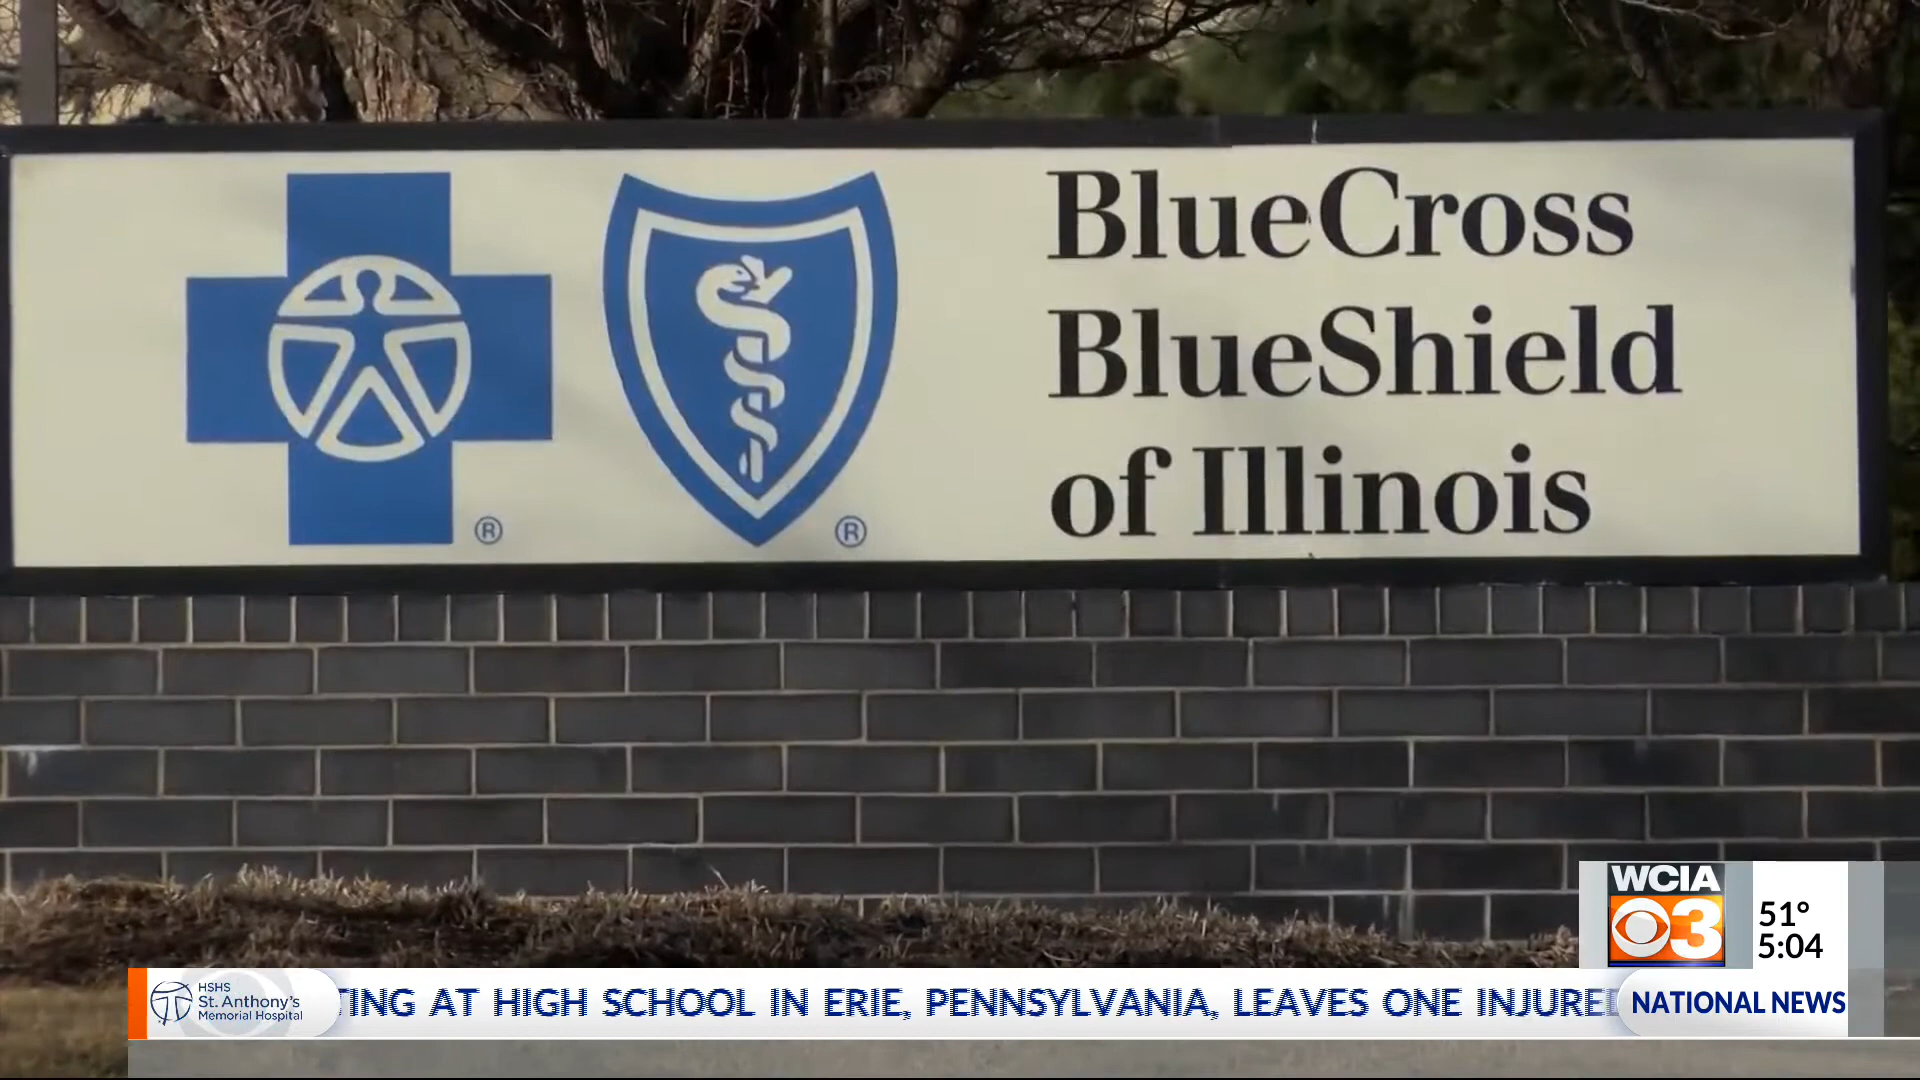 BlueCross
BlueShield
of Illinois
®
®
WCIA
3
51°
5:04
HSHS
St. Anthony's
Memorial Hospital
TING AT HIGH SCHOOL IN ERIE, PENNSYLVANIA, LEAVES ONE INJURED
NATIONAL NEWS